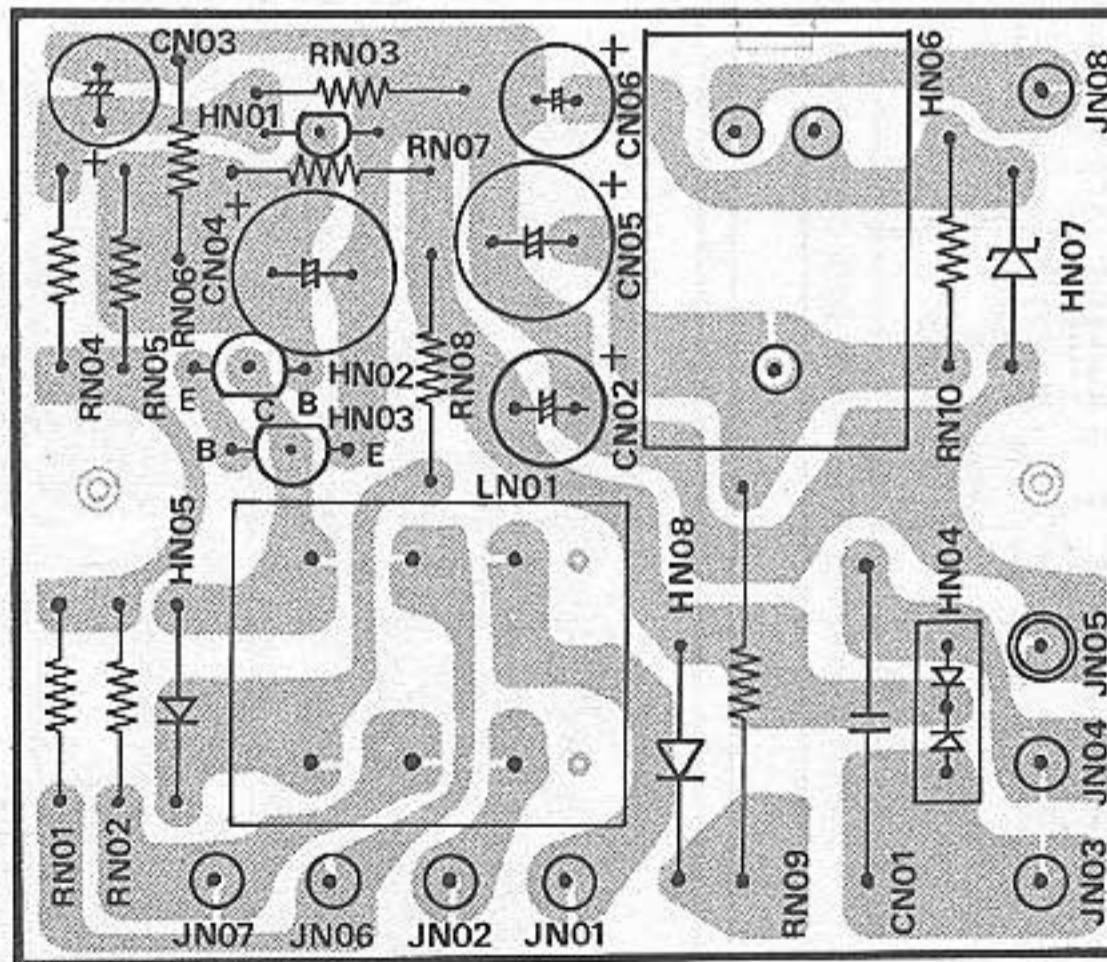 CN03
RN03
HN01
RN07
CN06
HN06
JN08
CN04
CN05
RN06
HN07
RN04
RN05
HN02
RN08
E
C
B
HN03
CN02
RN10
B
E
LN01
HN05
HN08
HN04
JN05
JN04
RN01
RN02
RN09
CN01
JN03
JN07
JN06
JN02
JN01
+
+
+
+
+